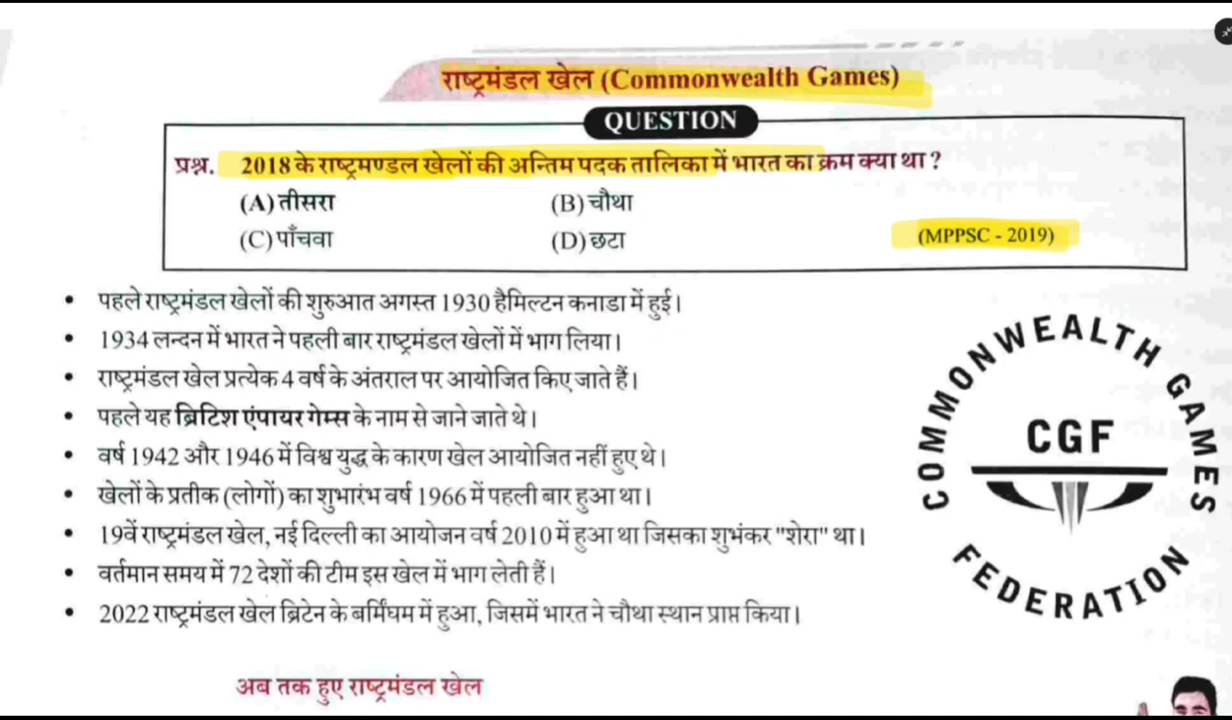 राष्ट्रमंडल खेल (Commonwealth Games)
QUESTION
प्रश्न. 2018 के राष्ट्रमण्डल खेलों की अन्तिम पदक तालिका में भारत का क्रम क्या था ?
(A) तीसरा (B) चौथा
(C) पाँचवा (D) छटा (MPPSC - 2019)
• पहले राष्ट्रमंडल खेलों की शुरुआत अगस्त 1930 हैमिल्टन कनाडा में हुई।
• 1934 लन्दन में भारत ने पहली बार राष्ट्रमंडल खेलों में भाग लिया।
• राष्ट्रमंडल खेल प्रत्येक 4 वर्ष के अंतराल पर आयोजित किए जाते हैं।
• पहले यह ब्रिटिश एंपायर गेम्स के नाम से जाने जाते थे।
• वर्ष 1942 और 1946 में विश्व युद्ध के कारण खेल आयोजित नहीं हुए थे।
• खेलों के प्रतीक (लोगों) का शुभारंभ वर्ष 1966 में पहली बार हुआ था।
• 19वें राष्ट्रमंडल खेल, नई दिल्ली का आयोजन वर्ष 2010 में हुआ था जिसका शुभंकर "शेरा" था।
• वर्तमान समय में 72 देशों की टीम इस खेल में भाग लेती हैं।
• 2022 राष्ट्रमंडल खेल ब्रिटेन के बर्मिंघम में हुआ, जिसमें भारत ने चौथा स्थान प्राप्त किया।
COMMONWEALTH GAMES
CGF
FEDERATION
अब तक हुए राष्ट्रमंडल खेल